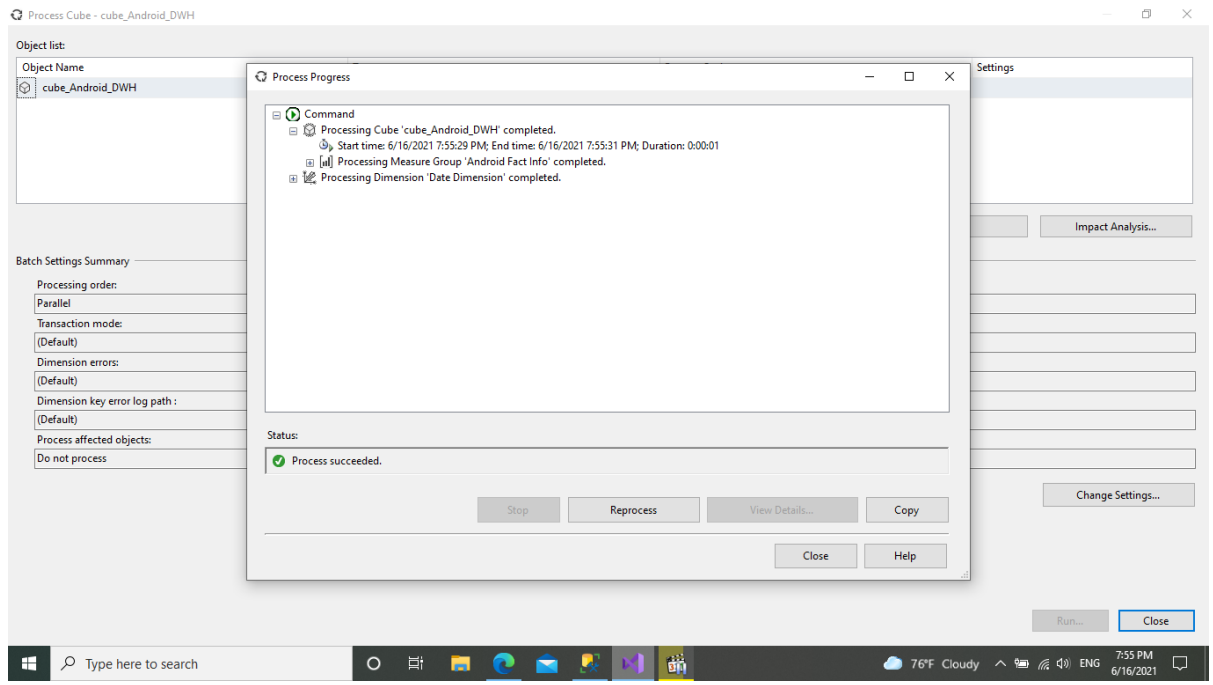 Process Cube - cube_Android_DWH
Object list:
Object Name
Settings
cube_Android_DWH
Process Progress
Command
Processing Cube 'cube_Android_DWH' completed.
Start time: 6/16/2021 7:55:29 PM; End time: 6/16/2021 7:55:31 PM; Duration: 0:00:01
Processing Measure Group 'Android Fact Info' completed.
Processing Dimension 'Date Dimension' completed.
Impact Analysis...
Batch Settings Summary
Processing order:
Parallel
Transaction mode:
(Default)
Dimension errors:
(Default)
Dimension key error log path :
(Default)
Process affected objects:
Do not process
Status:
Process succeeded.
Change Settings...
Stop
Reprocess
View Details...
Copy
Close
Help
Run...
Close
Type here to search
76°F Cloudy
ENG
7:55 PM
6/16/2021